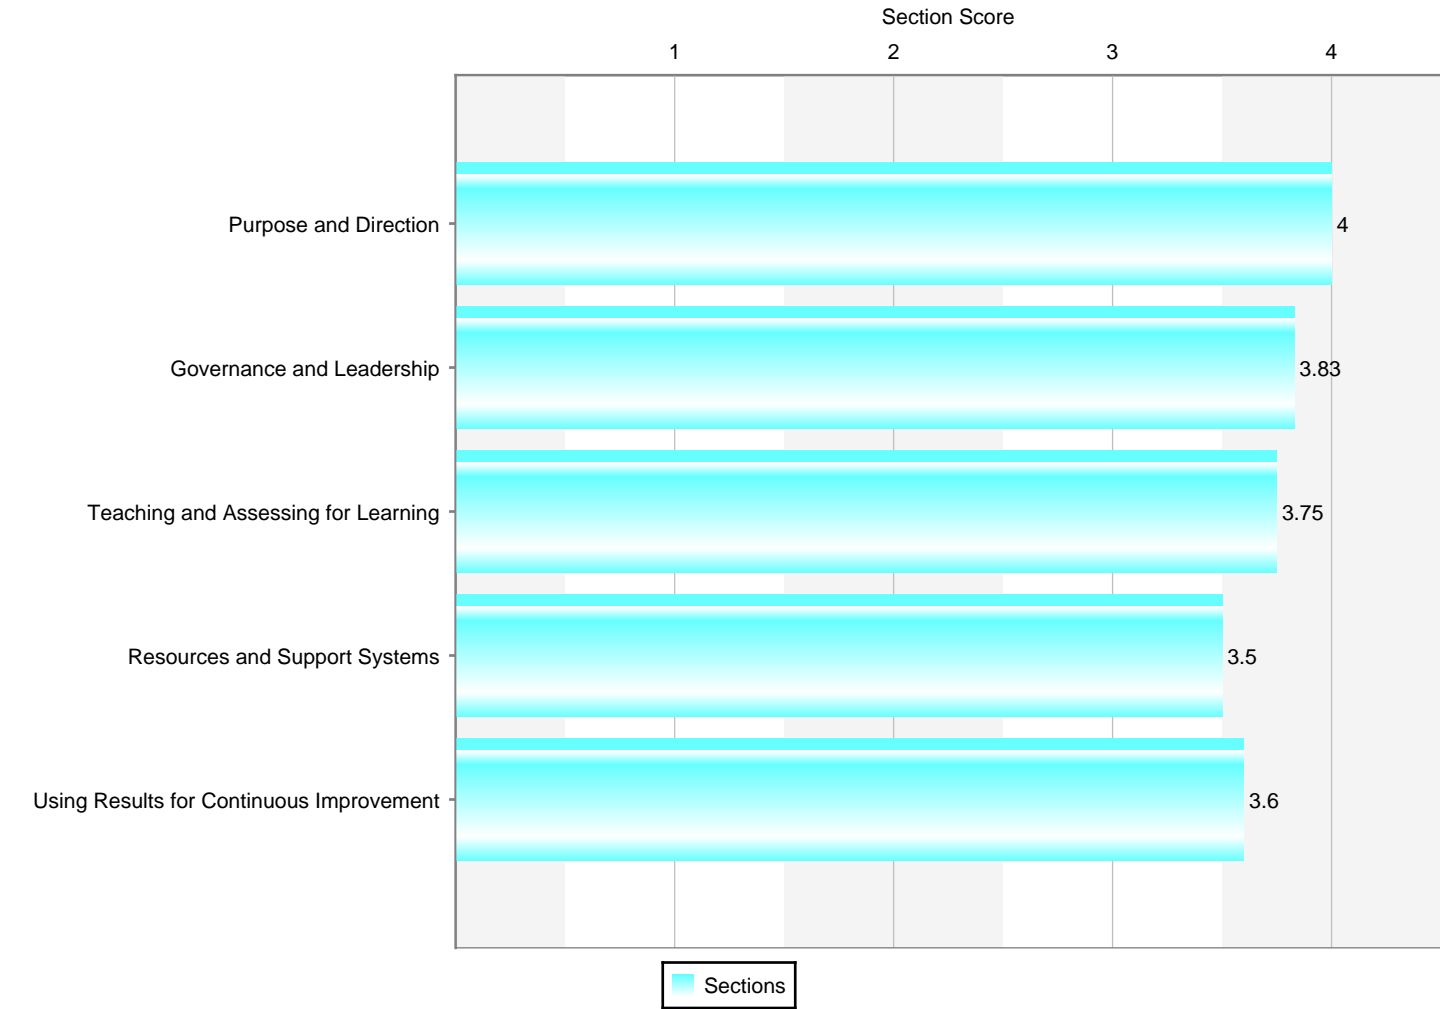 Section Score
1
2
3
4
Purpose and Direction
4
Governance and Leadership
3.83
Teaching and Assessing for Learning
3.75
Resources and Support Systems
3.5
Using Results for Continuous Improvement
3.6
Sections